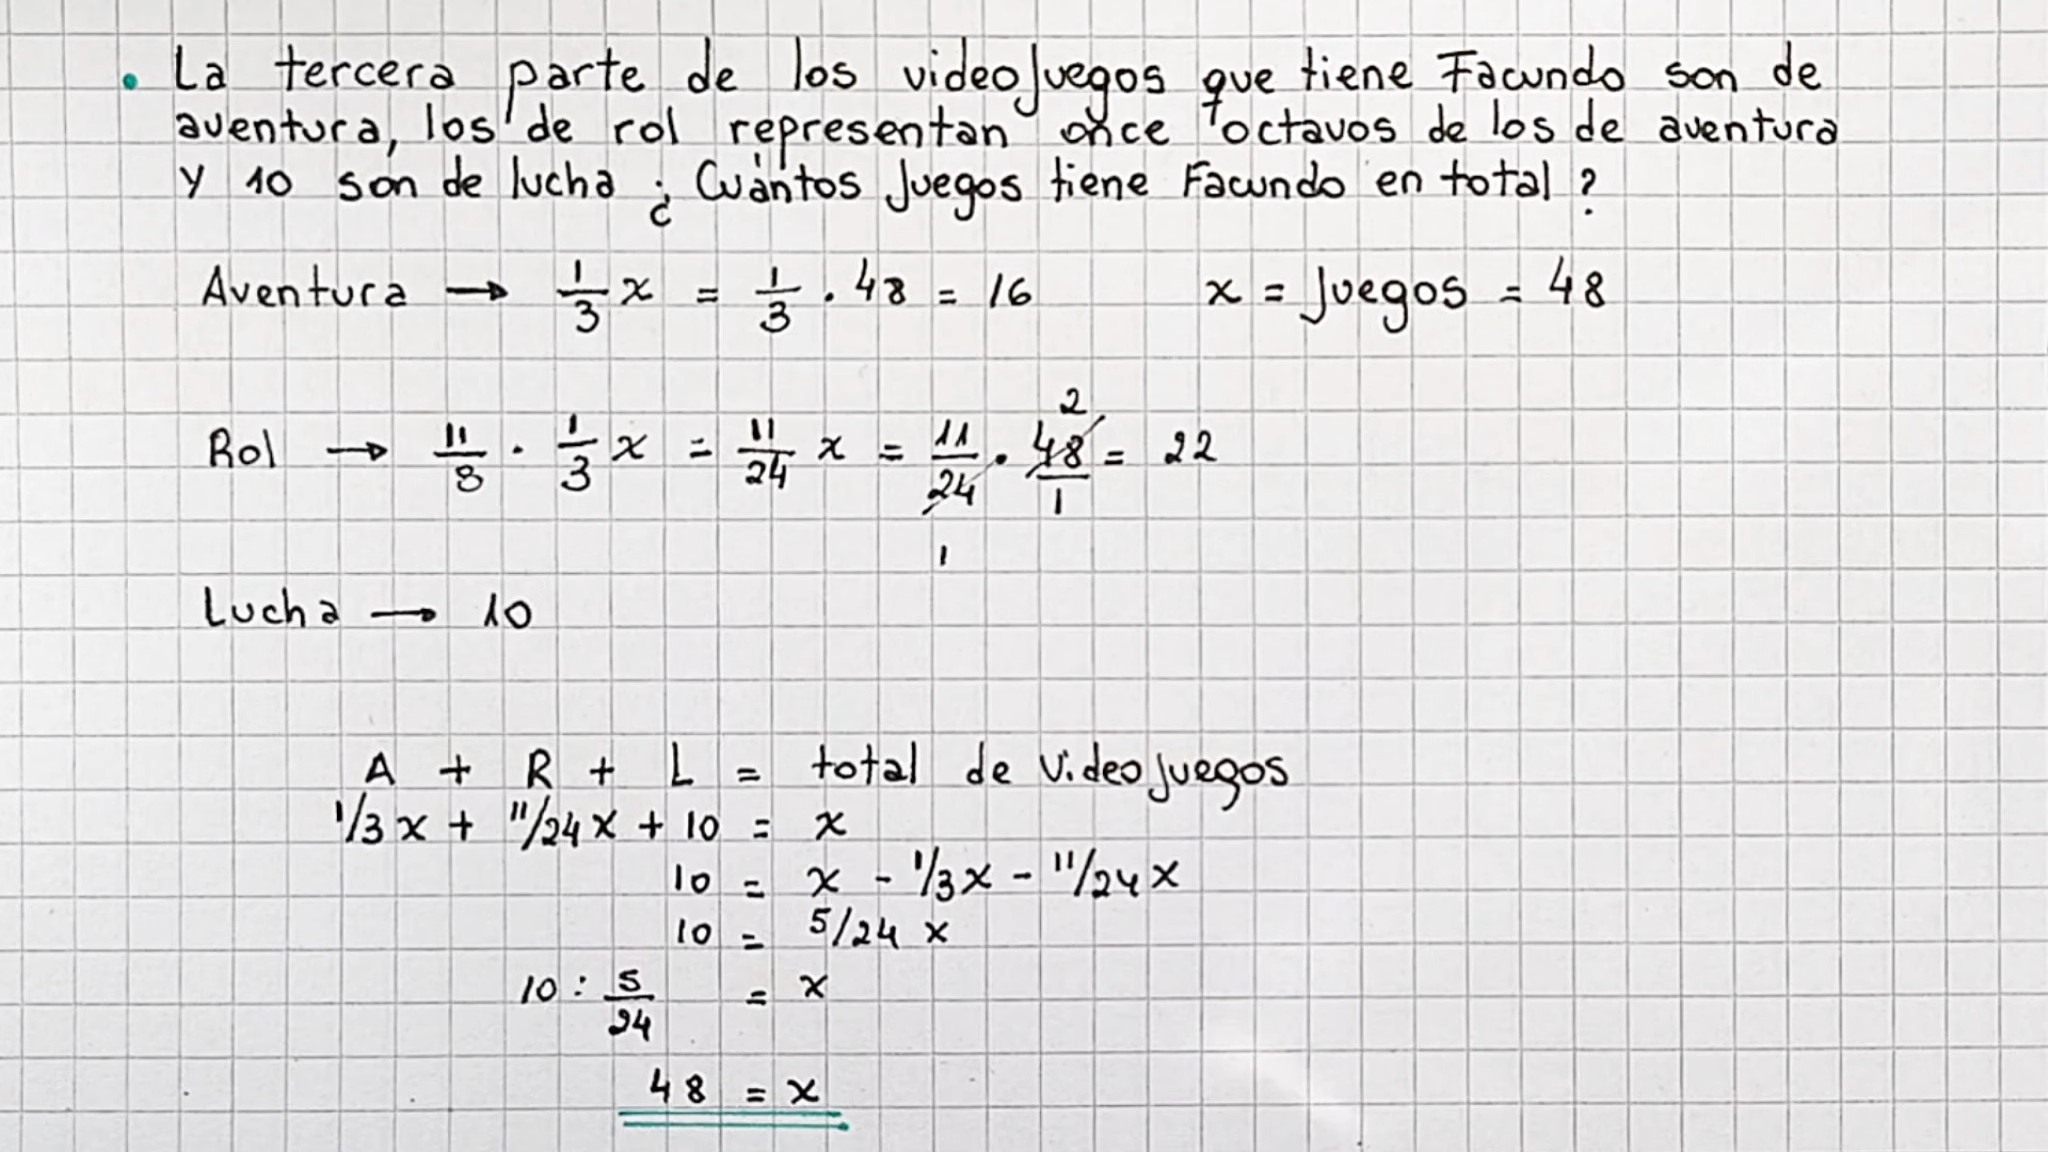 • La tercera parte de los videojuegos que tiene Facundo son de
aventura, los de rol representan once octavos de los de aventura
y 10 son de lucha ¿Cuántos juegos tiene Facundo en total?
Aventura → 1/3 x = 1/3 . 48 = 16 x = juegos = 48
Rol → 11/8 . 1/3 x = 11/24 x = 11/24 . 48/1 = 22
2
1
Lucha → 10
A + R + L = total de videojuegos
1/3 x + 11/24 x + 10 = x
10 = x - 1/3 x - 11/24 x
10 = 5/24 x
10 : 5/24 = x
48 = x